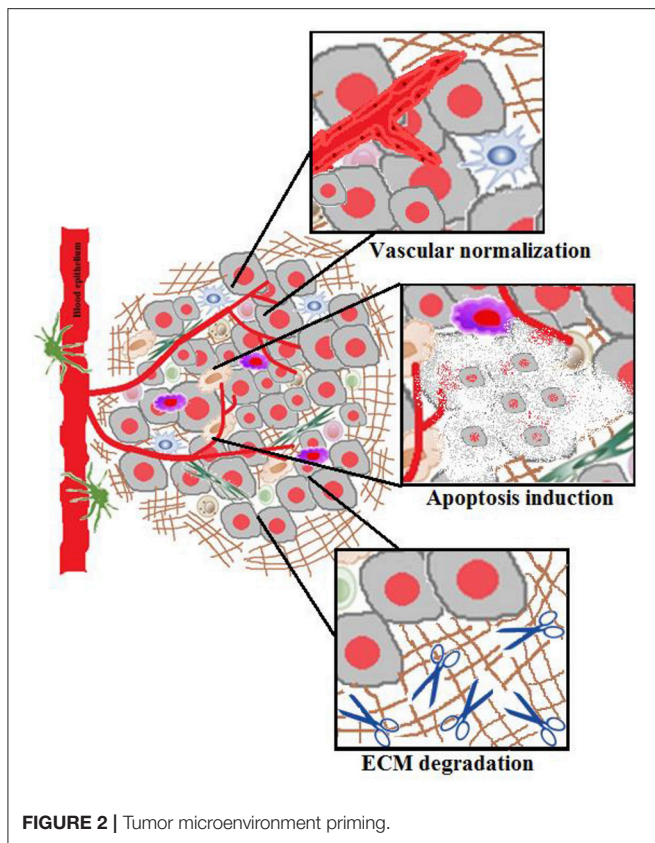 Vascular normalization
Blood epithelium
Apoptosis induction
ECM degradation
FIGURE 2 | Tumor microenvironment priming.